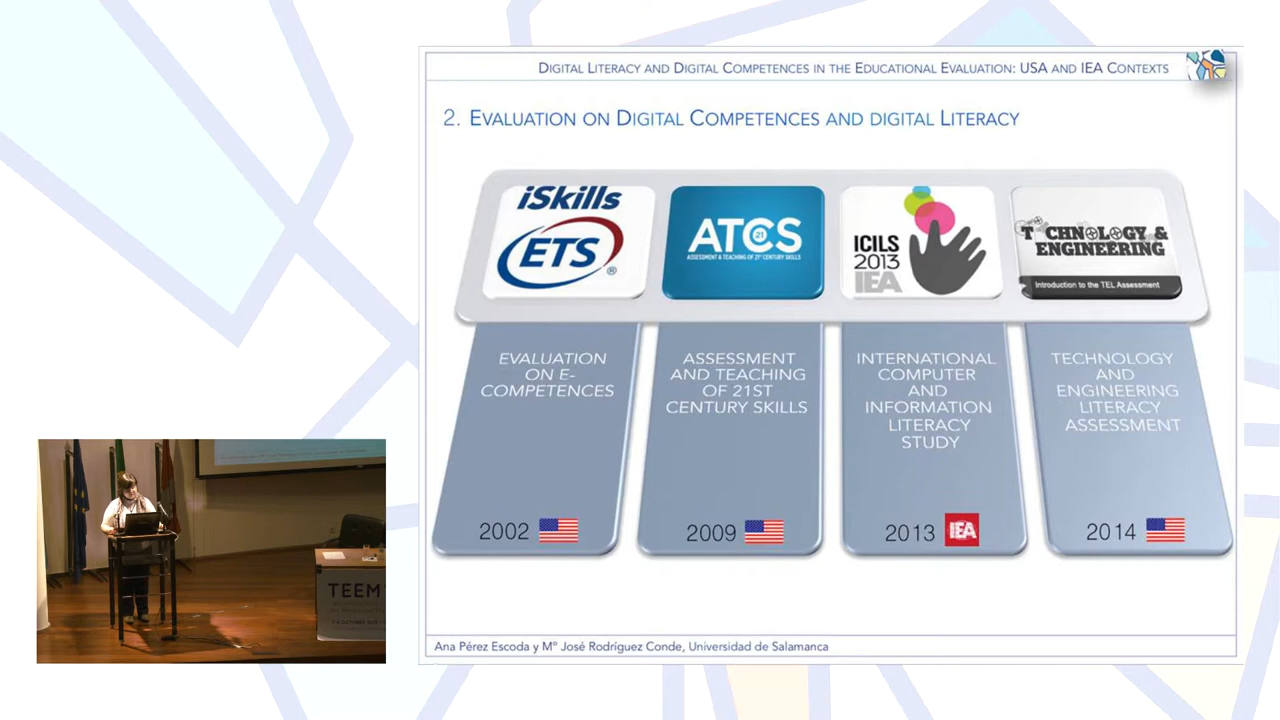 DIGITAL LITERACY AND DIGITAL COMPETENCES IN THE EDUCATIONAL EVALUATION: USA AND IEA CONTEXTS
2. EVALUATION ON DIGITAL COMPETENCES AND DIGITAL LITERACY
iSkills
ETS®
ATC21S
ASSESSMENT & TEACHING OF 21ST CENTURY SKILLS
ICILS
2013
IEA
TECHNOLOGY &
ENGINEERING
Introduction to the TEL Assessment
EVALUATION
ON E-
COMPETENCES
2002
ASSESSMENT
AND TEACHING
OF 21ST
CENTURY SKILLS
2009
INTERNATIONAL
COMPUTER
AND
INFORMATION
LITERACY
STUDY
2013 IEA
TECHNOLOGY
AND
ENGINEERING
LITERACY
ASSESSMENT
2014
Ana Pérez Escoda y Mº José Rodríguez Conde, Universidad de Salamanca
TEEM